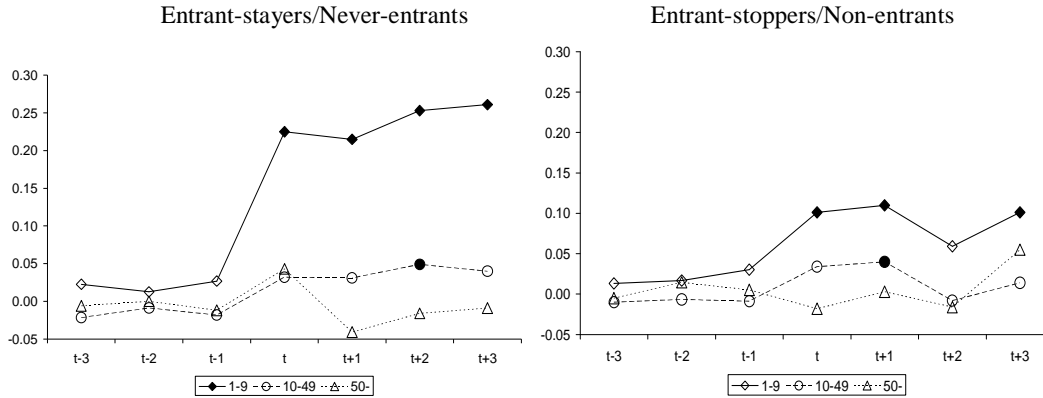 Entrant-stayers/Never-entrants
0.30
0.25
0.20
0.15
0.10
0.05
0.00
-0.05
t-3 t-2 t-1 t t+1 t+2 t+3
1-9 10-49 50-
Entrant-stoppers/Non-entrants
0.30
0.25
0.20
0.15
0.10
0.05
0.00
-0.05
t-3 t-2 t-1 t t+1 t+2 t+3
1-9 10-49 50-